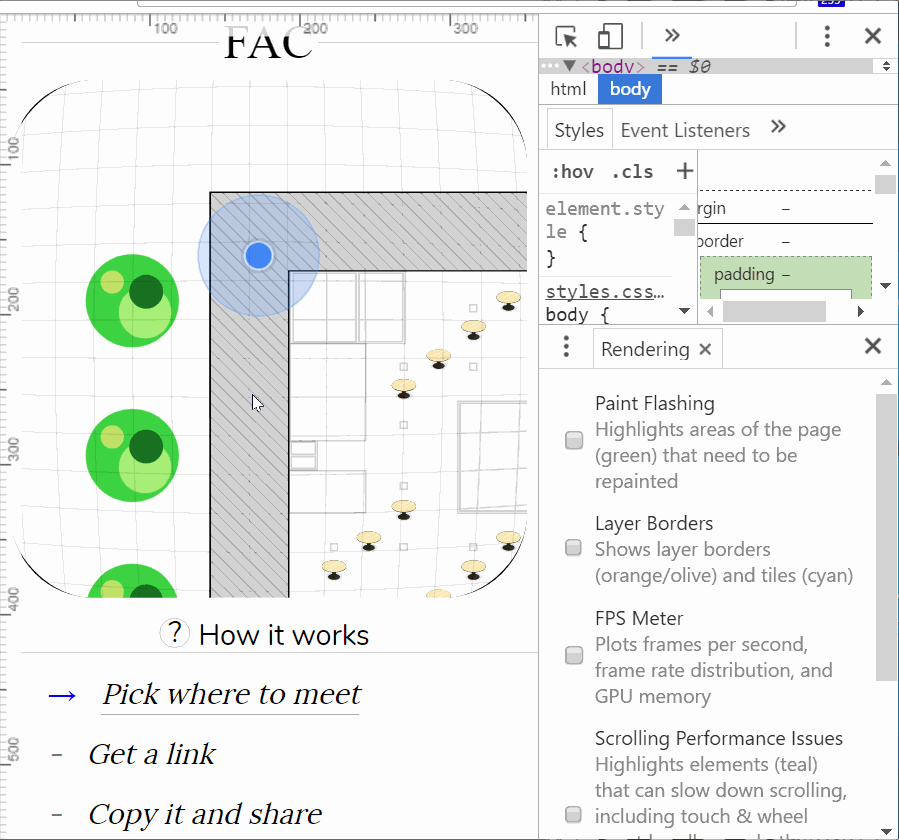 100
200
300
FAC
100
200
300
400
500
? How it works
→ Pick where to meet
- Get a link
- Copy it and share
»
<body> == $0
html body
Styles Event Listeners »
:hov .cls +
element.sty
le {
}
styles.css…
body {
rgin –
border –
padding –
Rendering ×
Paint Flashing
Highlights areas of the page
(green) that need to be
repainted
Layer Borders
Shows layer borders
(orange/olive) and tiles (cyan)
FPS Meter
Plots frames per second,
frame rate distribution, and
GPU memory
Scrolling Performance Issues
Highlights elements (teal)
that can slow down scrolling,
including touch & wheel